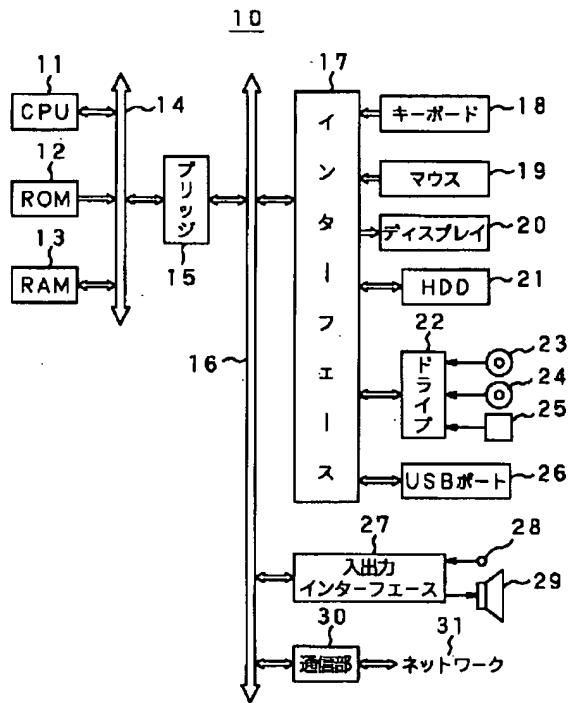 10
11
CPU
12
ROM
13
RAM
14
ブリッジ
15
16
17
インターフェース
キーボード
18
マウス
19
ディスプレイ
20
HDD
21
22
ドライブ
23
24
25
USBポート
26
27
入出力
インターフェース
28
29
30
通信部
31
ネットワーク